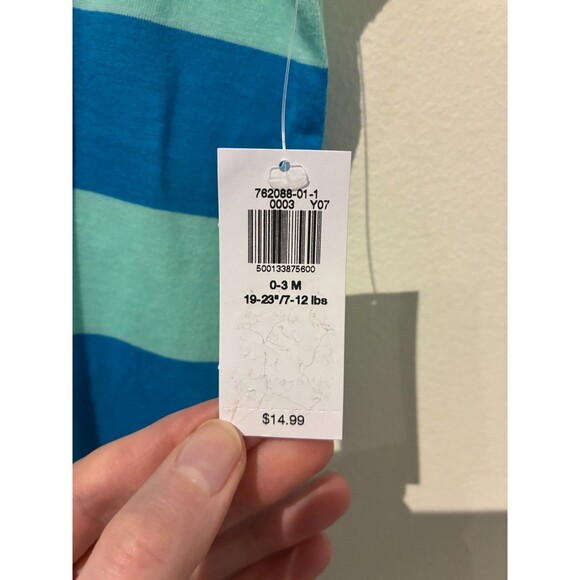 762088-01-1
0003 Y07
500133875600
0-3 M
19-23"/7-12 lbs
$14.99